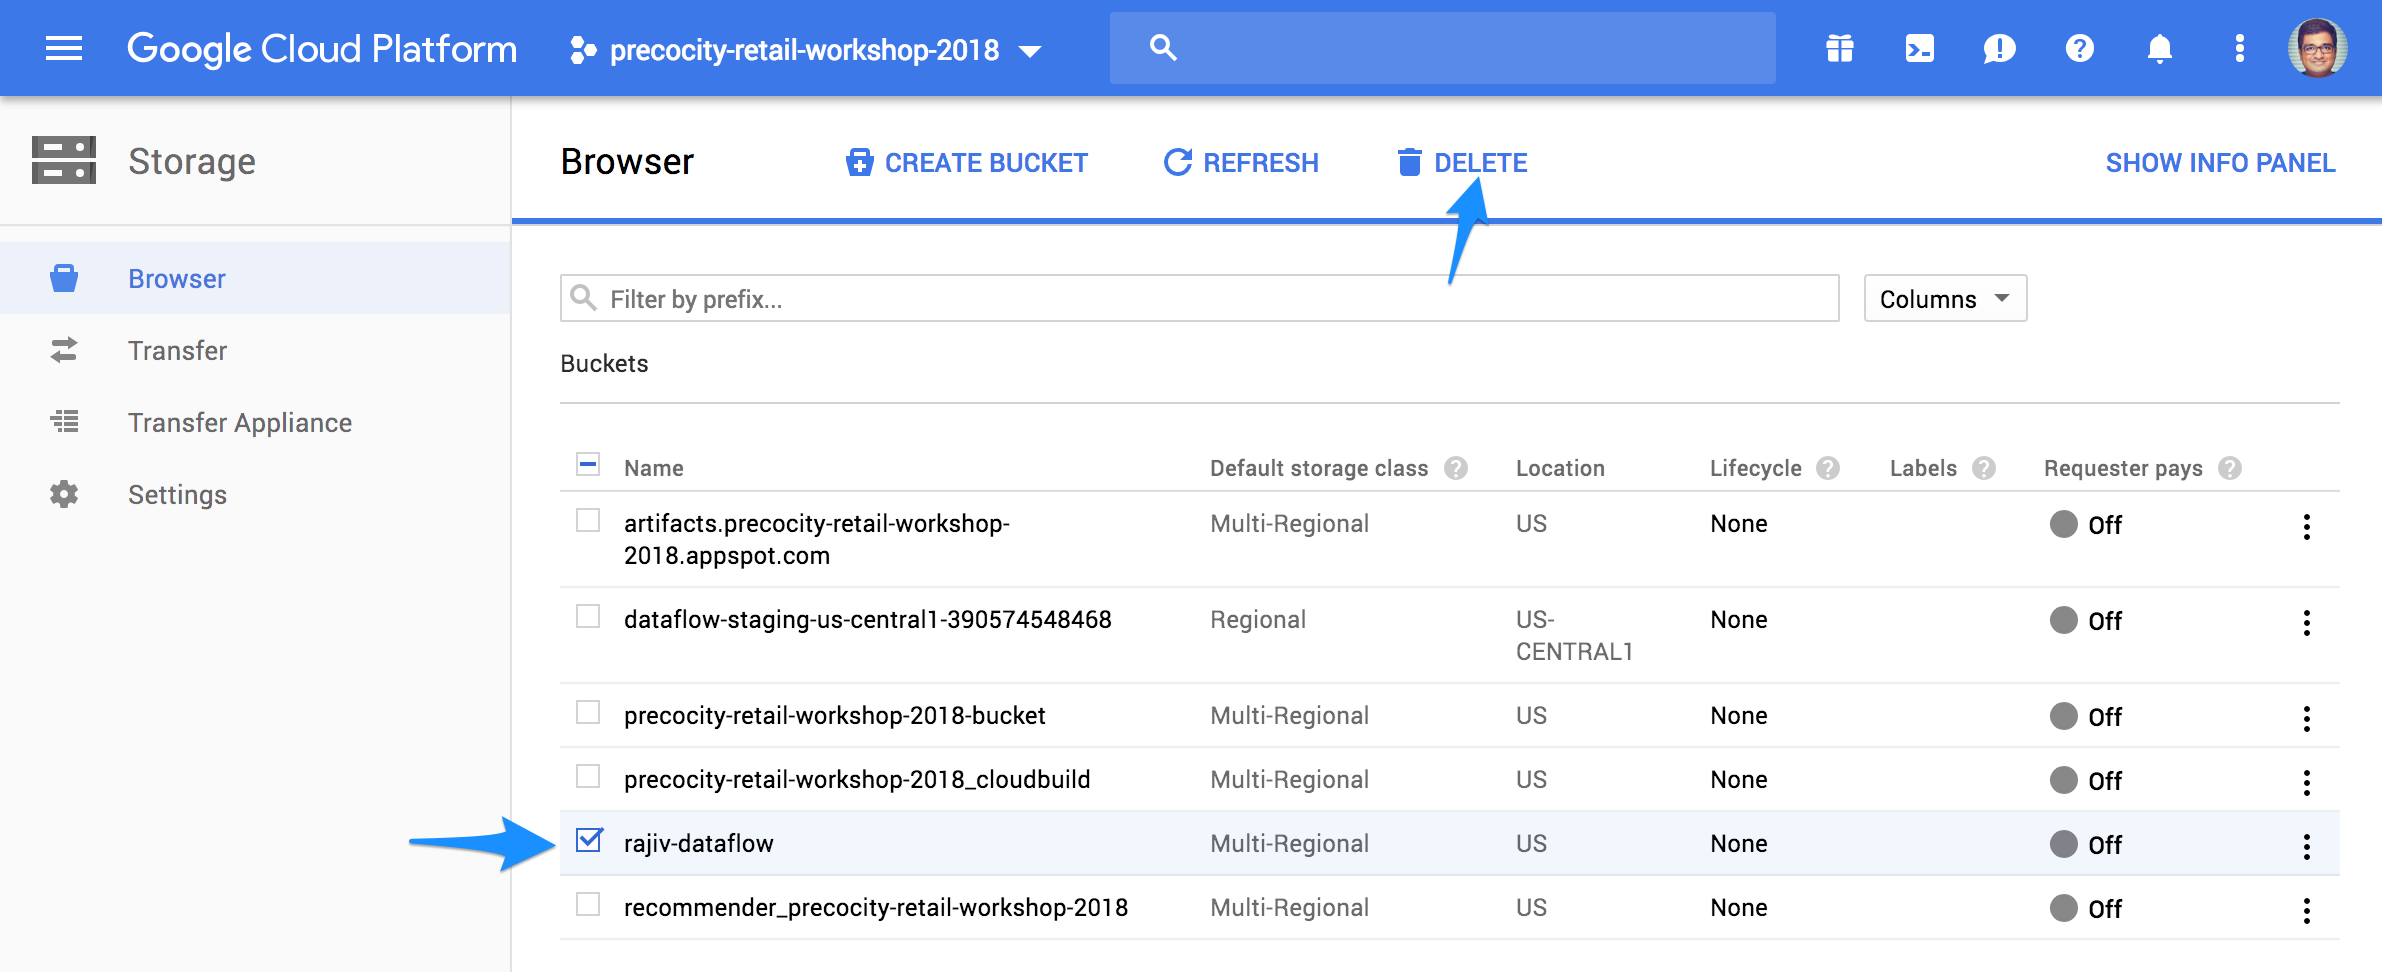 Google Cloud Platform precocity-retail-workshop-2018
Storage
Browser CREATE BUCKET REFRESH DELETE SHOW INFO PANEL
Browser
Transfer
Transfer Appliance
Settings
Filter by prefix... Columns
Buckets
Name Default storage class Location Lifecycle Labels Requester pays
artifacts.precocity-retail-workshop- Multi-Regional US None Off
2018.appspot.com
dataflow-staging-us-central1-390574548468 Regional US- None Off
CENTRAL1
precocity-retail-workshop-2018-bucket Multi-Regional US None Off
precocity-retail-workshop-2018_cloudbuild Multi-Regional US None Off
rajiv-dataflow Multi-Regional US None Off
recommender_precocity-retail-workshop-2018 Multi-Regional US None Off